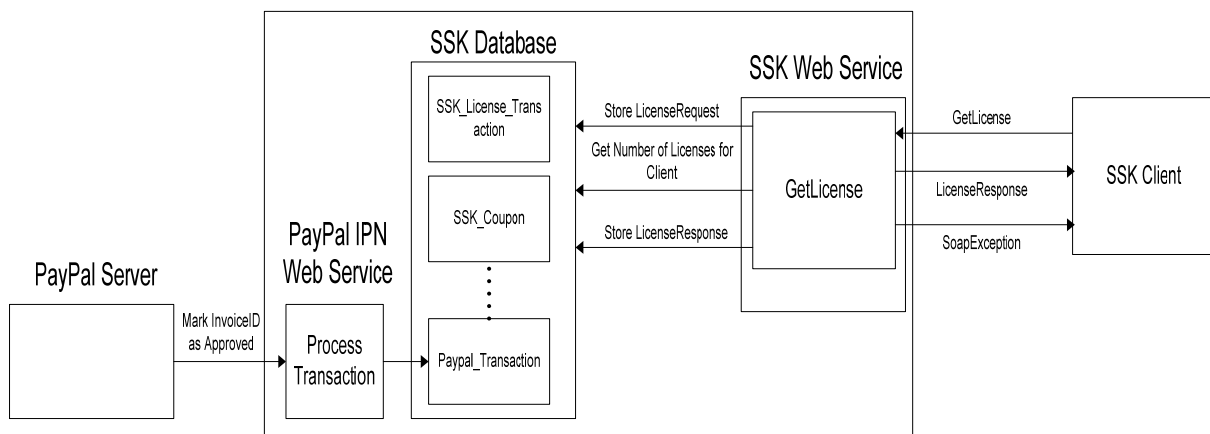 SSK Database
SSK_License_Trans
action
SSK_Coupon
Paypal_Transaction
PayPal Server
Mark InvoiceID
as Approved
PayPal IPN
Web Service
Process
Transaction
Store LicenseRequest
Get Number of Licenses for
Client
Store LicenseResponse
SSK Web Service
GetLicense
GetLicense
LicenseResponse
SoapException
SSK Client